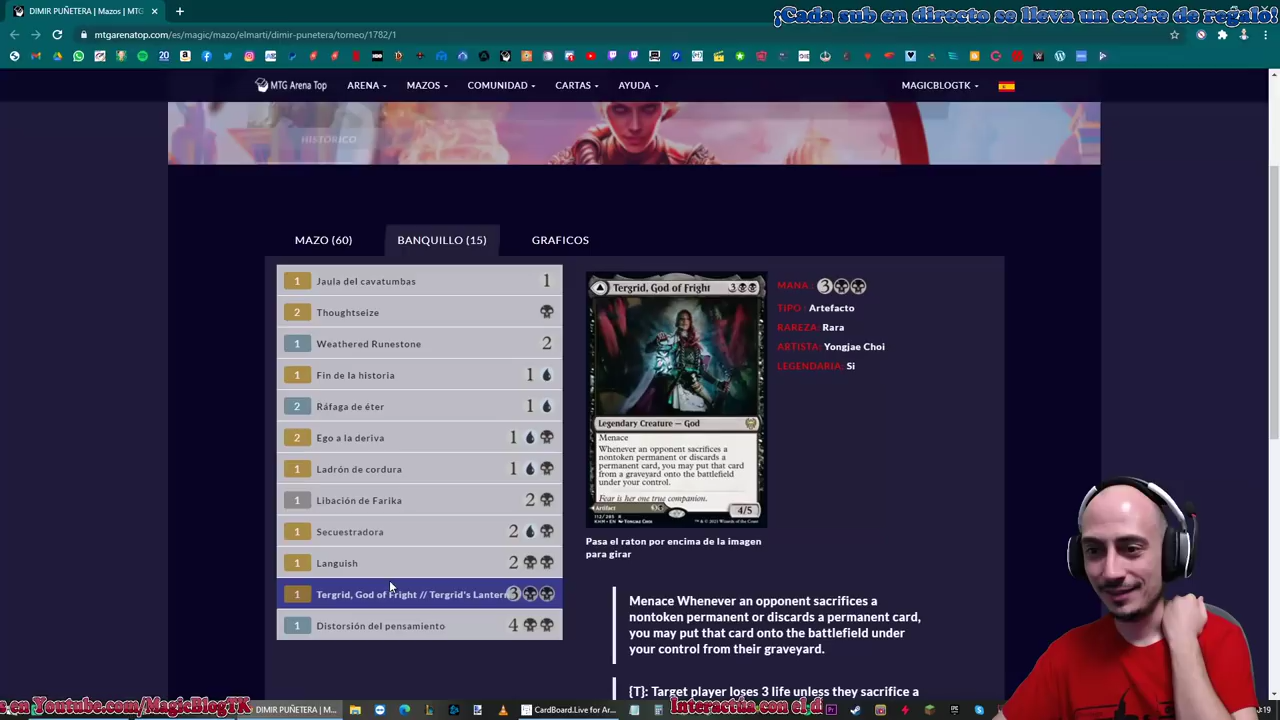 DIMIR PUÑETERA | Mazos | MTG
¡Cada sub en directo se lleva un cofre de regalo!
mtgarenatop.com/es/magic/mazo/elmarti/dimir-punetera/torneo/1782/1
MTG Arena Top
ARENA
MAZOS
COMUNIDAD
CARTAS
AYUDA
MAGICBLOGTK
HISTÓRICO
MAZO (60)
BANQUILLO (15)
GRAFICOS
1 Jaula del cavatumbas 1
2 Thoughtseize
1 Weathered Runestone 2
1 Fin de la historia 1
2 Ráfaga de éter 1
2 Ego a la deriva 1
1 Ladrón de cordura 1
1 Libación de Farika 2
1 Secuestradora 2
1 Languish 2
1 Tergrid, God of Fright // Tergrid's Lantern 3
1 Distorsión del pensamiento 4
Tergrid, God of Fright 3
Legendary Creature — God
Menace
Whenever an opponent sacrifices a
nontoken permanent or discards a
permanent card, you may put that card
from a graveyard onto the battlefield
under your control.
Fear is her one true companion.
Artifact
4/5
Pasa el raton por encima de la imagen
para girar
MANA: 3
TIPO: Artefacto
RAREZA: Rara
ARTISTA: Yongjae Choi
LEGENDARIA: Si
Menace Whenever an opponent sacrifices a
nontoken permanent or discards a permanent card,
you may put that card onto the battlefield under
your control from their graveyard.
[T]: Target player loses 3 life unless they sacrifice a
s en Youtube.com/MagicBlogTK
DIMIR PUÑETERA | M...
CardBoard.Live for Ar...
Interactúa con el d
:19